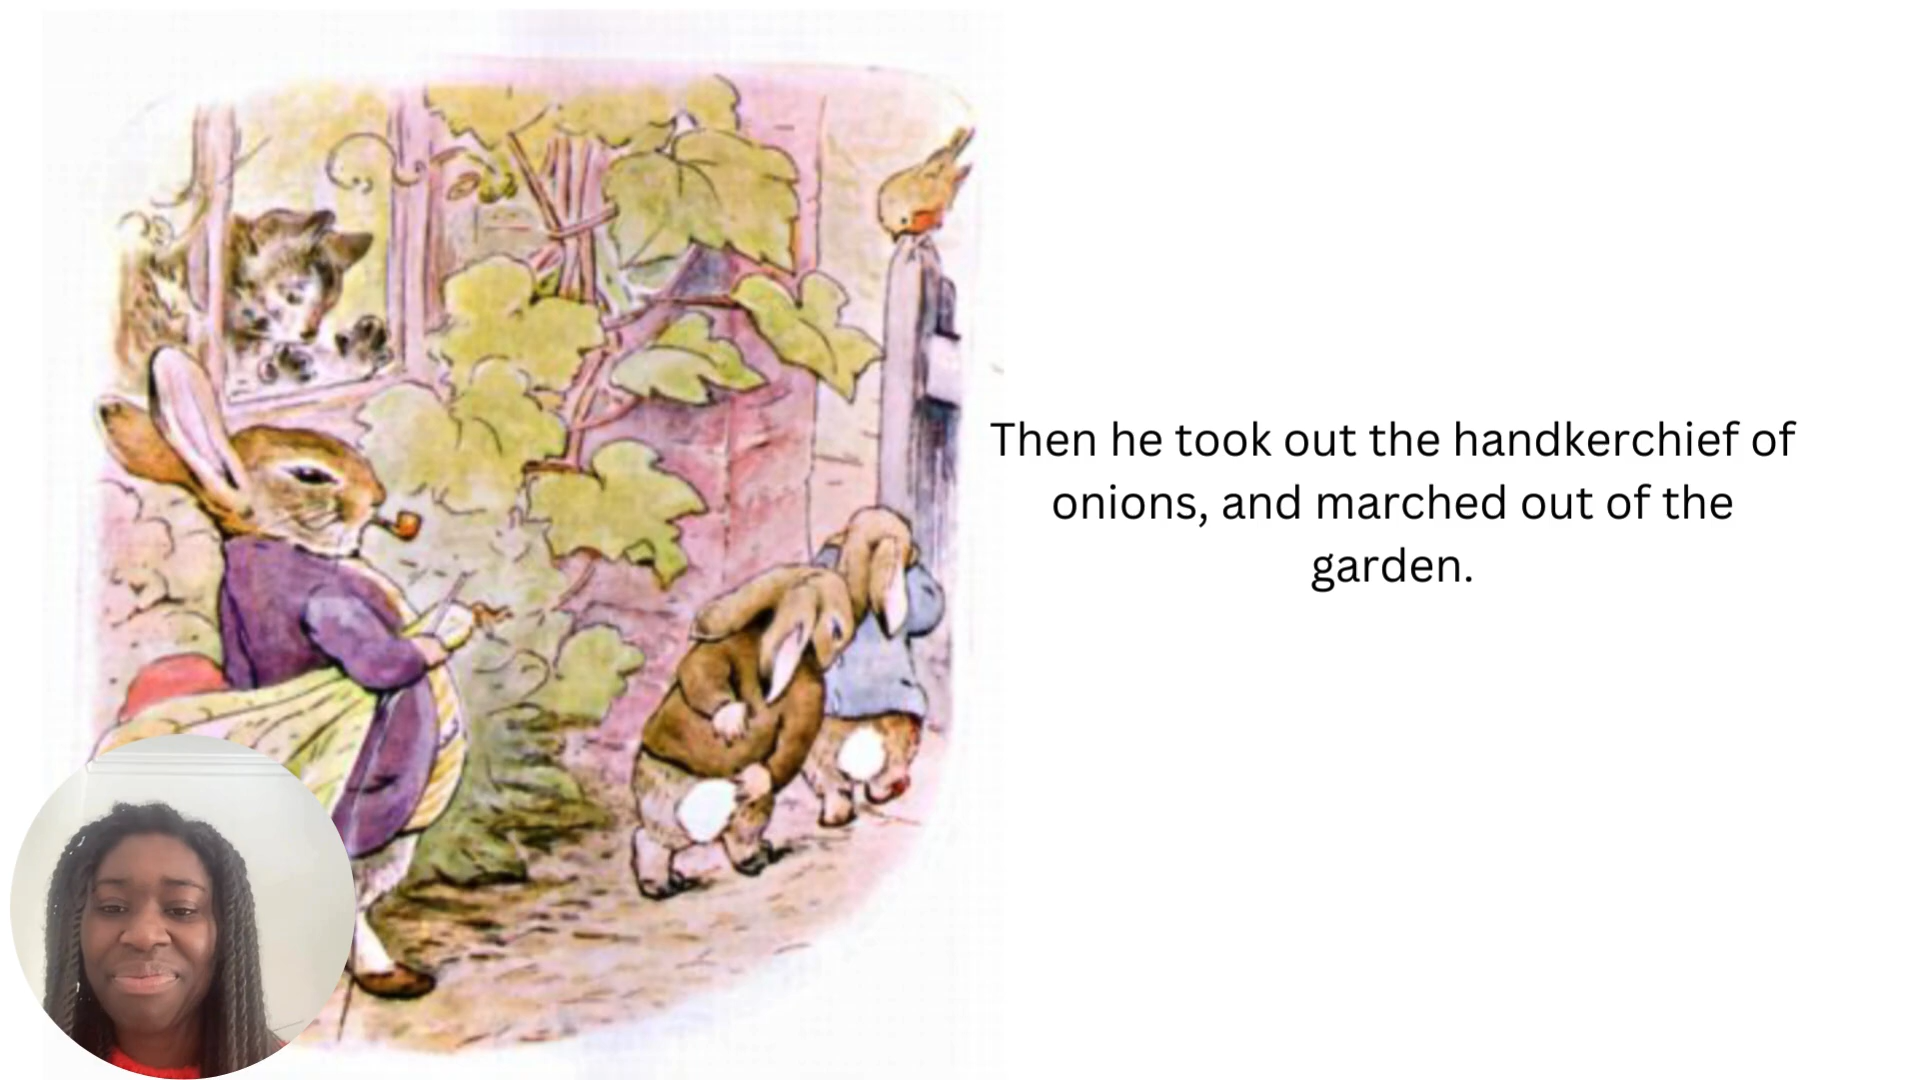 Then he took out the handkerchief of
onions, and marched out of the
garden.